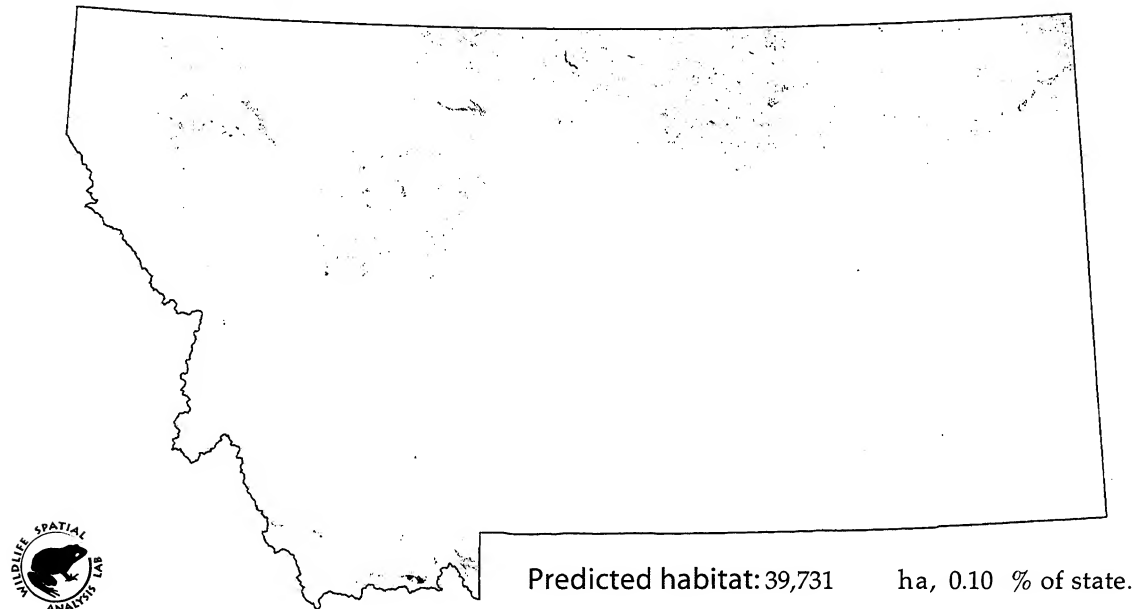 WILDLIFE SPATIAL
ANALYSIS LAB
Predicted habitat: 39,731 ha, 0.10 % of state.